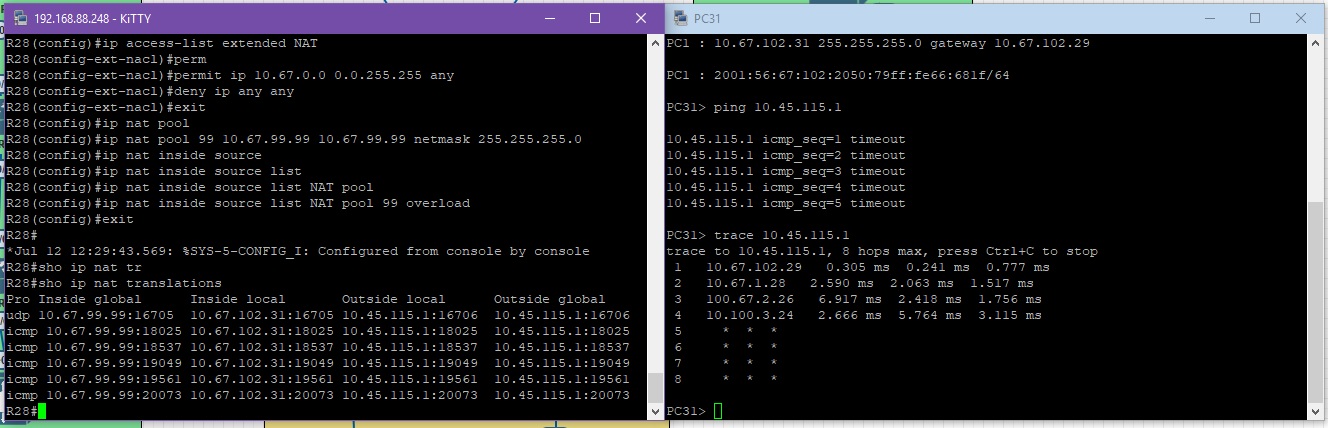 192.168.88.248 - KiTTY
R28(config)#ip access-list extended NAT
R28(config-ext-nacl)#perm
R28(config-ext-nacl)#permit ip 10.67.0.0 0.0.255.255 any
R28(config-ext-nacl)#deny ip any any
R28(config-ext-nacl)#exit
R28(config)#ip nat pool
R28(config)#ip nat pool 99 10.67.99.99 10.67.99.99 netmask 255.255.255.0
R28(config)#ip nat inside source
R28(config)#ip nat inside source list
R28(config)#ip nat inside source list NAT pool
R28(config)#ip nat inside source list NAT pool 99 overload
R28(config)#exit
R28#
*Jul 12 12:29:43.569: %SYS-5-CONFIG_I: Configured from console by console
R28#sho ip nat tr
R28#sho ip nat translations
Pro Inside global      Inside local       Outside local      Outside global
udp 10.67.99.99:16705  10.67.102.31:16705 10.45.115.1:16706  10.45.115.1:16706
icmp 10.67.99.99:18025 10.67.102.31:18025 10.45.115.1:18025  10.45.115.1:18025
icmp 10.67.99.99:18537 10.67.102.31:18537 10.45.115.1:18537  10.45.115.1:18537
icmp 10.67.99.99:19049 10.67.102.31:19049 10.45.115.1:19049  10.45.115.1:19049
icmp 10.67.99.99:19561 10.67.102.31:19561 10.45.115.1:19561  10.45.115.1:19561
icmp 10.67.99.99:20073 10.67.102.31:20073 10.45.115.1:20073  10.45.115.1:20073
R28#
PC31
PC1 : 10.67.102.31 255.255.255.0 gateway 10.67.102.29
PC1 : 2001:56:67:102:2050:79ff:fe66:681f/64
PC31> ping 10.45.115.1
10.45.115.1 icmp_seq=1 timeout
10.45.115.1 icmp_seq=2 timeout
10.45.115.1 icmp_seq=3 timeout
10.45.115.1 icmp_seq=4 timeout
10.45.115.1 icmp_seq=5 timeout
PC31> trace 10.45.115.1
trace to 10.45.115.1, 8 hops max, press Ctrl+C to stop
1   10.67.102.29   0.305 ms  0.241 ms  0.777 ms
2   10.67.1.28   2.590 ms  2.063 ms  1.517 ms
3   100.67.2.26   6.917 ms  2.418 ms  1.756 ms
4   10.100.3.24   2.666 ms  5.764 ms  3.115 ms
5     *  *  *
6     *  *  *
7     *  *  *
8     *  *  *
PC31>